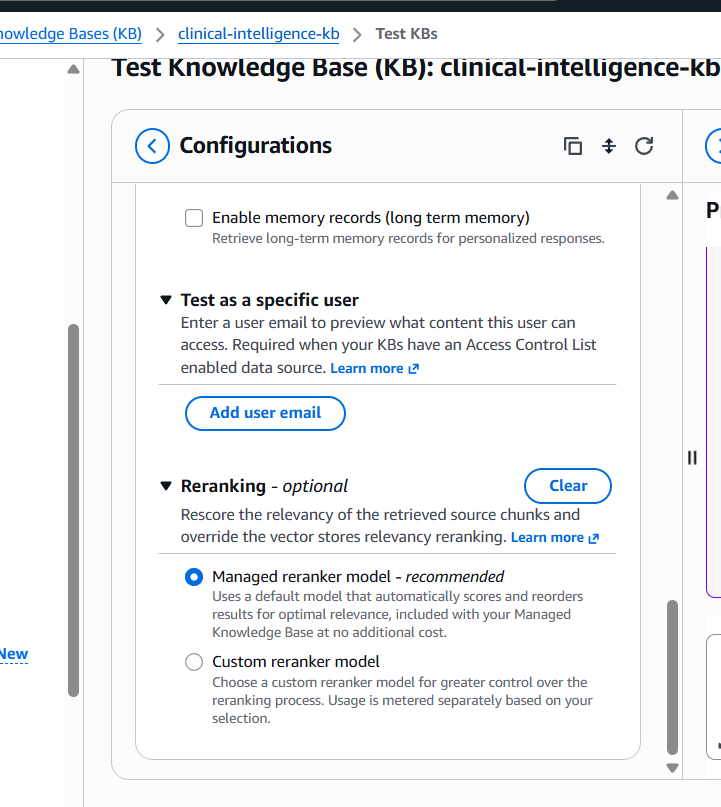 nowledge Bases (KB) > clinical-intelligence-kb > Test KBs
Test Knowledge Base (KB): clinical-intelligence-kb
Configurations
Enable memory records (long term memory)
Retrieve long-term memory records for personalized responses.
Test as a specific user
Enter a user email to preview what content this user can
access. Required when your KBs have an Access Control List
enabled data source. Learn more
Add user email
Reranking - optional
Clear
Rescore the relevancy of the retrieved source chunks and
override the vector stores relevancy reranking. Learn more
Managed reranker model - recommended
Uses a default model that automatically scores and reorders
results for optimal relevance, included with your Managed
Knowledge Base at no additional cost.
Custom reranker model
Choose a custom reranker model for greater control over the
reranking process. Usage is metered separately based on your
selection.
New
P